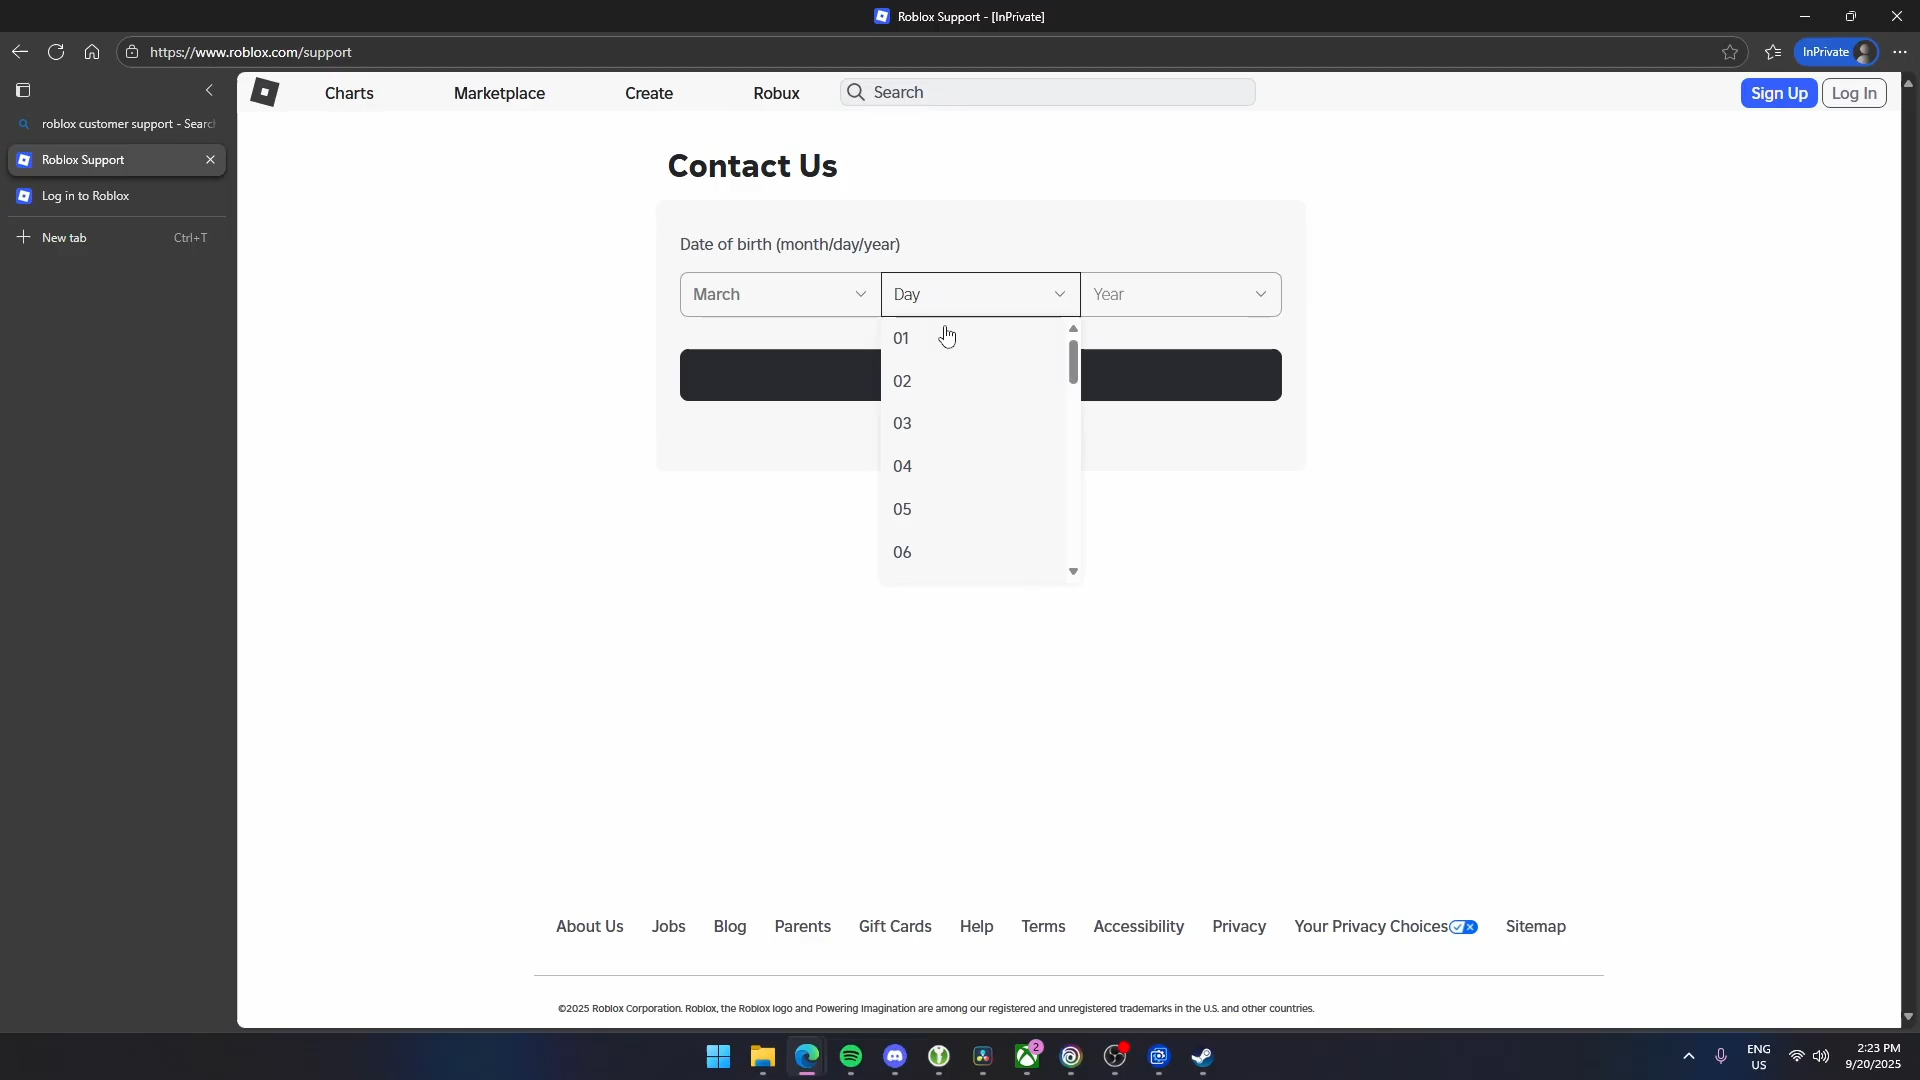 Roblox Support - [InPrivate]
https://www.roblox.com/support
InPrivate
Charts
Marketplace
Create
Robux
Search
Sign Up
Log In
roblox customer support - Searc
Roblox Support
Log in to Roblox
New tab
Ctrl+T
Contact Us
Date of birth (month/day/year)
March
Day
Year
01
02
03
04
05
06
About Us
Jobs
Blog
Parents
Gift Cards
Help
Terms
Accessibility
Privacy
Your Privacy Choices
Sitemap
©2025 Roblox Corporation. Roblox, the Roblox logo and Powering Imagination are among our registered and unregistered trademarks in the U.S. and other countries.
2
ENG
US
2:23 PM
9/20/2025